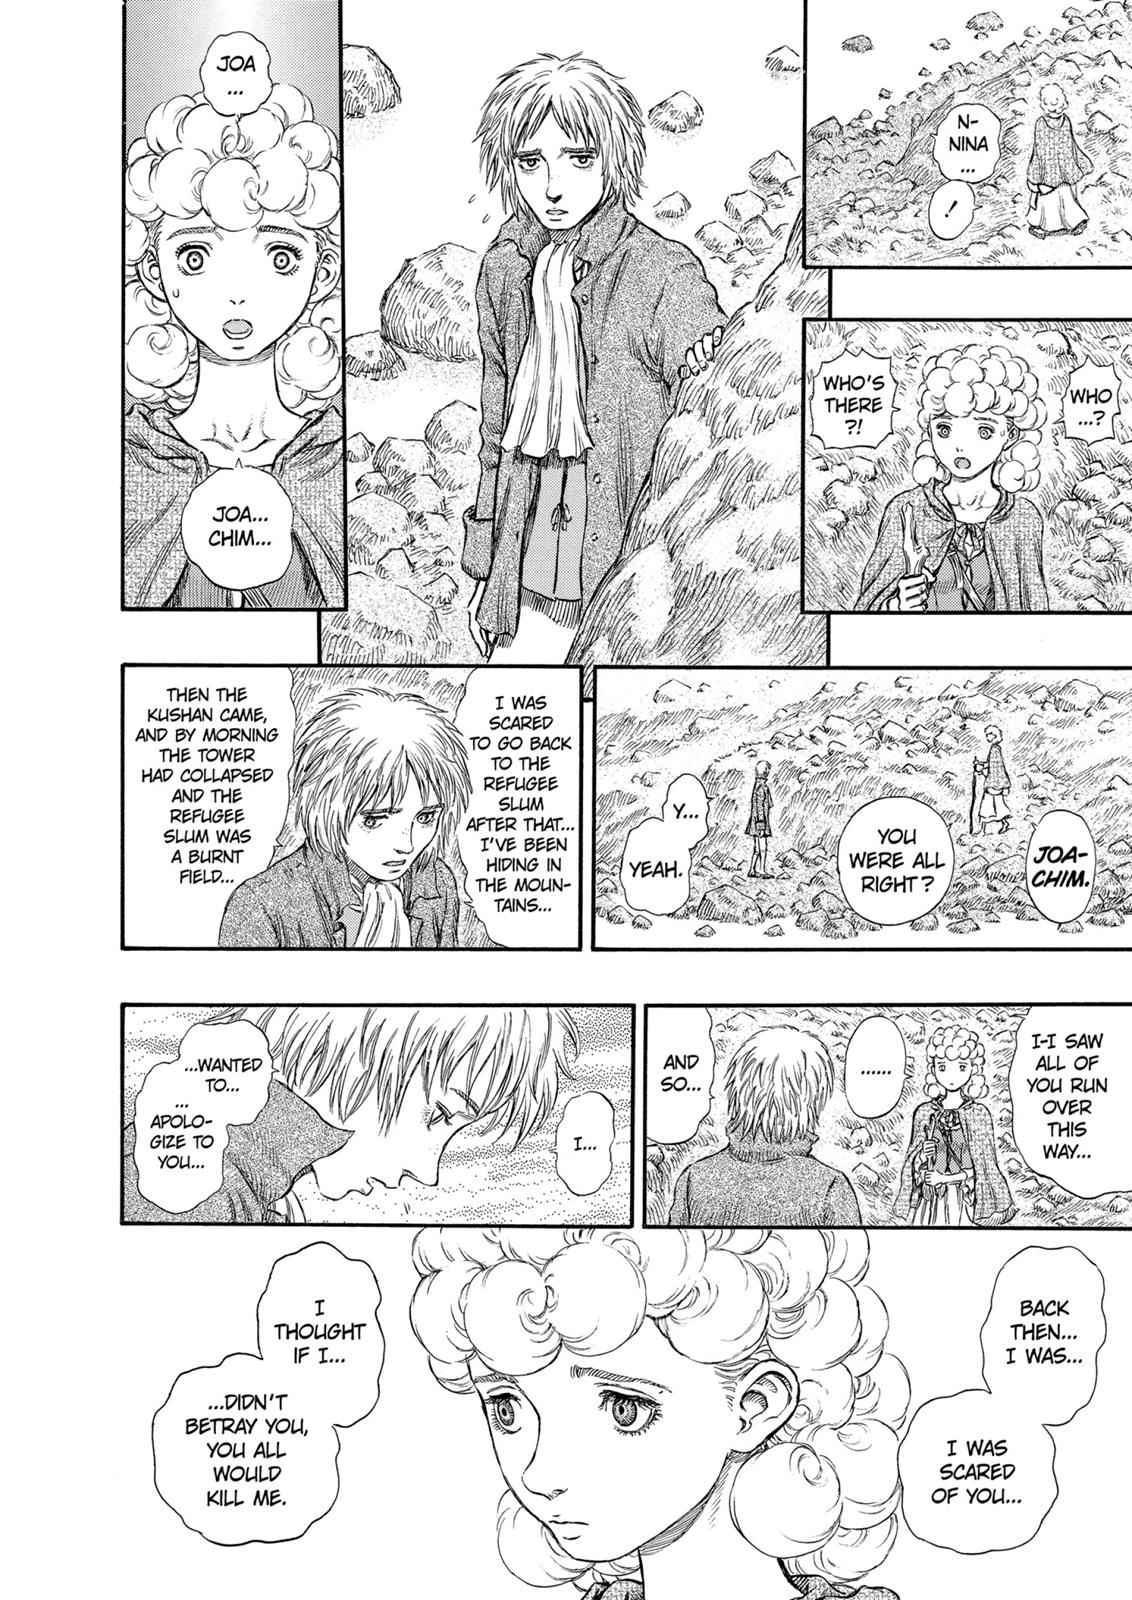 N-
NINA
...
!
WHO
...?
WHO'S
THERE
?!
JOA
...
JOA...
CHIM...
JOA-
CHIM.
YOU
WERE ALL
RIGHT?
Y...
YEAH.
I WAS
SCARED
TO GO BACK
TO THE
REFUGEE
SLUM
AFTER THAT...
I'VE BEEN
HIDING IN
THE MOUN-
TAINS...
THEN THE
KUSHAN CAME,
AND BY MORNING
THE TOWER
HAD COLLAPSED
AND THE
REFUGEE
SLUM WAS
A BURNT
FIELD...
I-I SAW
ALL OF
YOU RUN
OVER
THIS
WAY...
......
AND
SO...
I...
...WANTED
TO...
...
APOLO-
GIZE TO
YOU...
BACK
THEN...
I WAS...
I WAS
SCARED
OF YOU...
I
THOUGHT
IF I...
...DIDN'T
BETRAY YOU,
YOU ALL
WOULD
KILL ME.